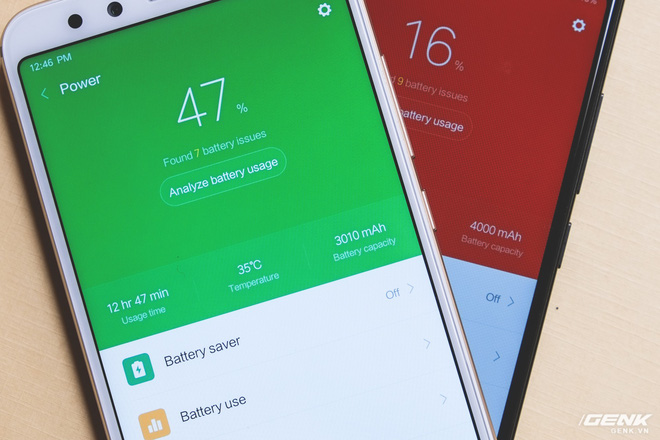 12:46 PM
Power
47 %
Found 7 battery issues
Analyze battery usage
12 hr 47 min
Usage time
35°C
Temperature
3010 mAh
Battery capacity
Battery saver
Off
Battery use
16 %
9 battery issues
battery usage
4000 mAh
Battery capacity
Off
GENK
GENK.VN